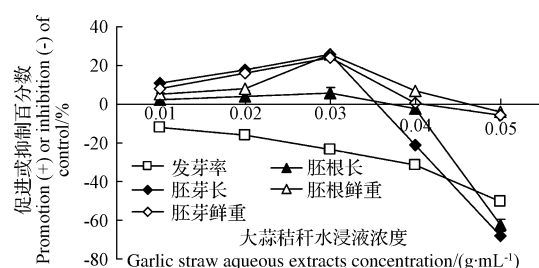 促进或抑制百分数
Promotion (+) or inhibition (-) of
control/%
40
20
0
-20
-40
-60
-80
0.01
0.02
0.03
0.04
0.05
发芽率
胚根长
胚芽长
胚根鲜重
胚芽鲜重
大蒜秸秆水浸液浓度
Garlic straw aqueous extracts concentration/(g·mL⁻¹)